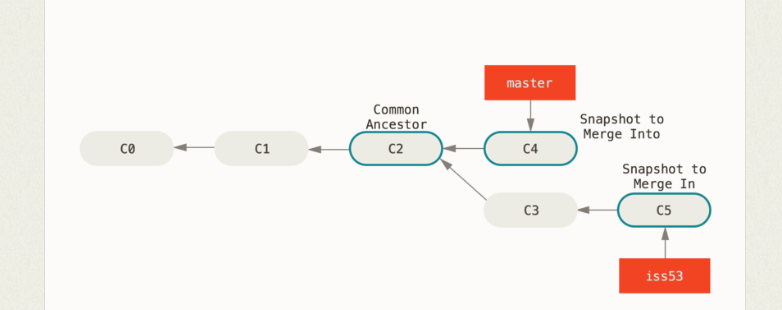 master
Common
Ancestor
Snapshot to
Merge Into
C0
C1
C2
C4
Snapshot to
Merge In
C3
C5
iss53